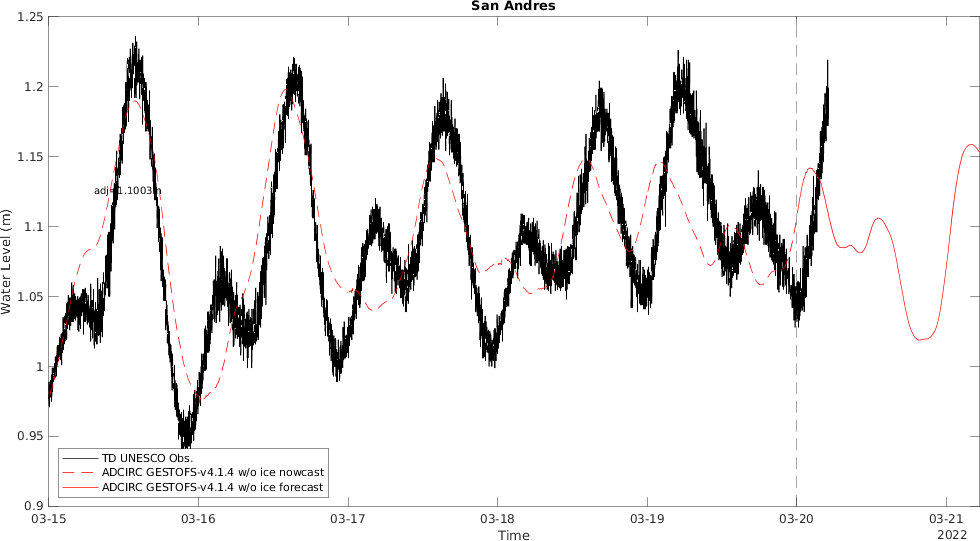 San Andres
1.25
1.2
1.15
1.1
1.05
1
0.95
0.9
Water Level (m)
adj=1.1003m
TD UNESCO Obs.
ADCIRC GESTOFS-v4.1.4 w/o ice nowcast
ADCIRC GESTOFS-v4.1.4 w/o ice forecast
03-15
03-16
03-17
03-18
03-19
03-20
03-21
Time
2022